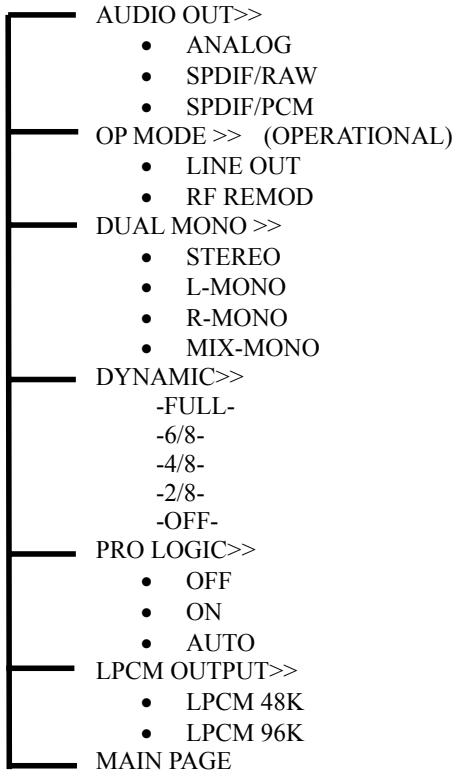 AUDIO OUT>>
• ANALOG
• SPDIF/RAW
• SPDIF/PCM
OP MODE >> (OPERATIONAL)
• LINE OUT
• RF REMOD
DUAL MONO >>
• STEREO
• L-MONO
• R-MONO
• MIX-MONO
DYNAMIC>>
-FULL-
-6/8-
-4/8-
-2/8-
-OFF-
PRO LOGIC>>
• OFF
• ON
• AUTO
LPCM OUTPUT>>
• LPCM 48K
• LPCM 96K
MAIN PAGE